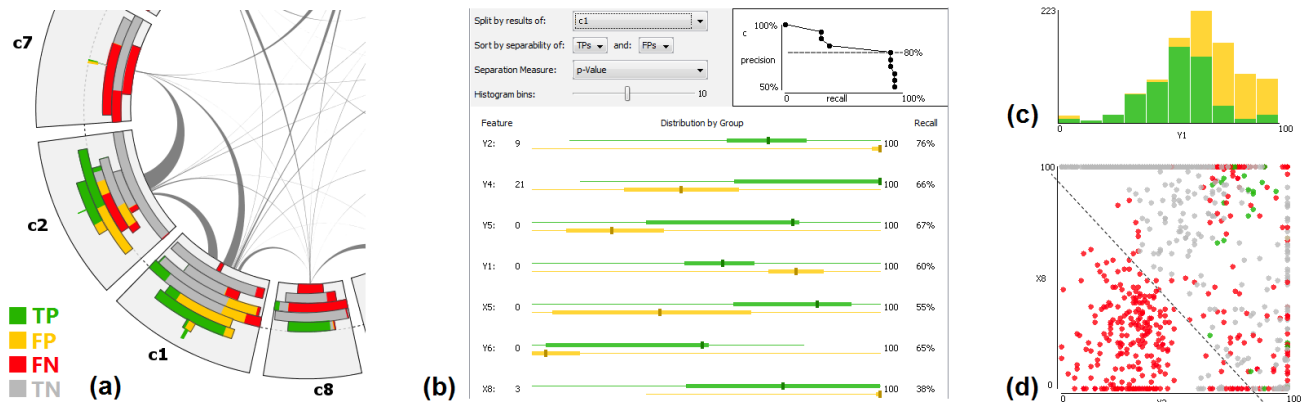 c7
c2
c1
c8
TP
FP
FN
TN
(a)
Split by results of: c1
Sort by separability of: TPs and: FPs
Separation Measure: p-Value
Histogram bins: 10
100%
c
precision
50%
80%
0 recall 100%
Feature Distribution by Group Recall
Y2: 9 100 76%
Y4: 21 100 66%
Y5: 0 100 67%
Y1: 0 100 60%
X5: 0 100 55%
Y6: 0 100 65%
X8: 3 100 38%
(b)
223
0 Y1 100
(c)
100
X8
0
0 100
(d)